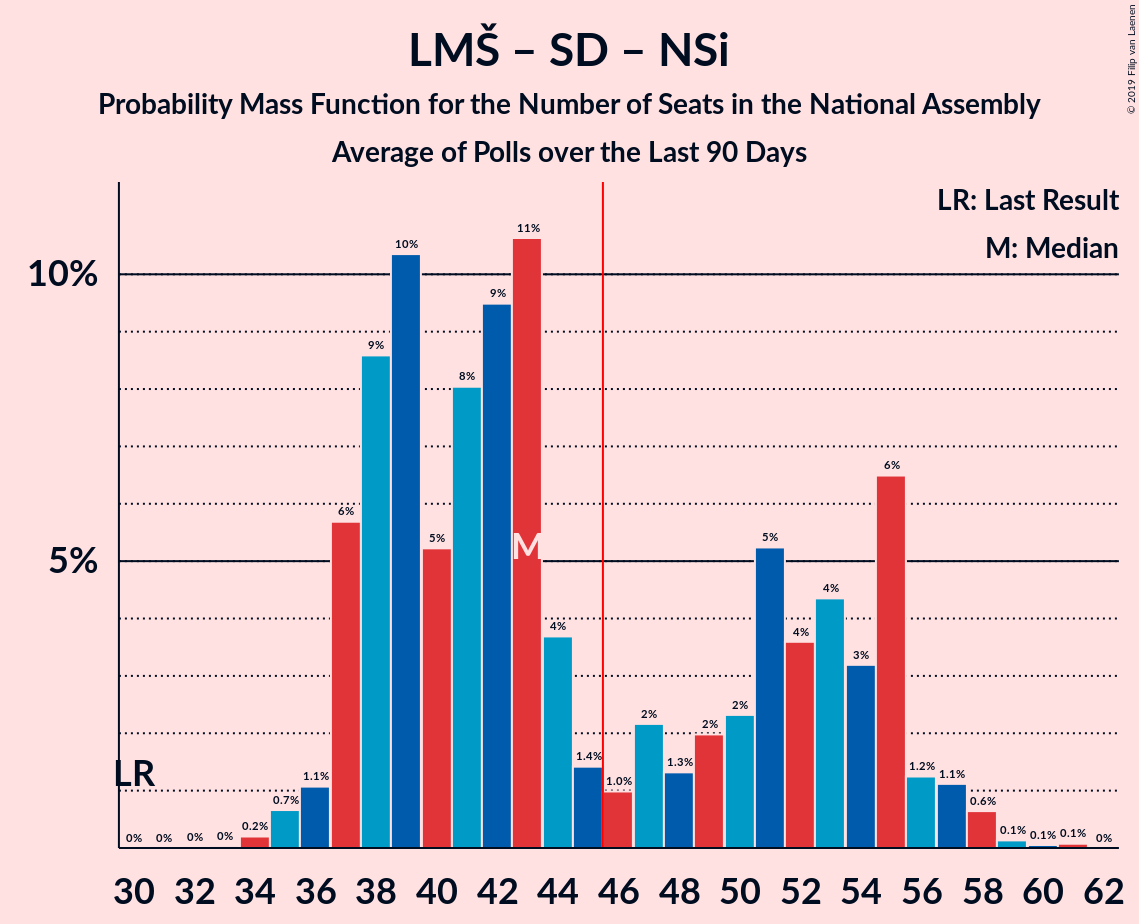 LMŠ – SD – NSi
Probability Mass Function for the Number of Seats in the National Assembly
Average of Polls over the Last 90 Days
© 2019 Filip van Laenen
LR: Last Result
M: Median
10%
5%
0% 0% 0% 0% 0.2% 0.7% 1.1% 6% 9% 10% 5% 8% 9% 11% 4% 1.4% 1.0% 2% 1.3% 2% 2% 5% 4% 4% 3% 6% 1.2% 1.1% 0.6% 0.1% 0.1% 0.1% 0%
M
LR
30 32 34 36 38 40 42 44 46 48 50 52 54 56 58 60 62